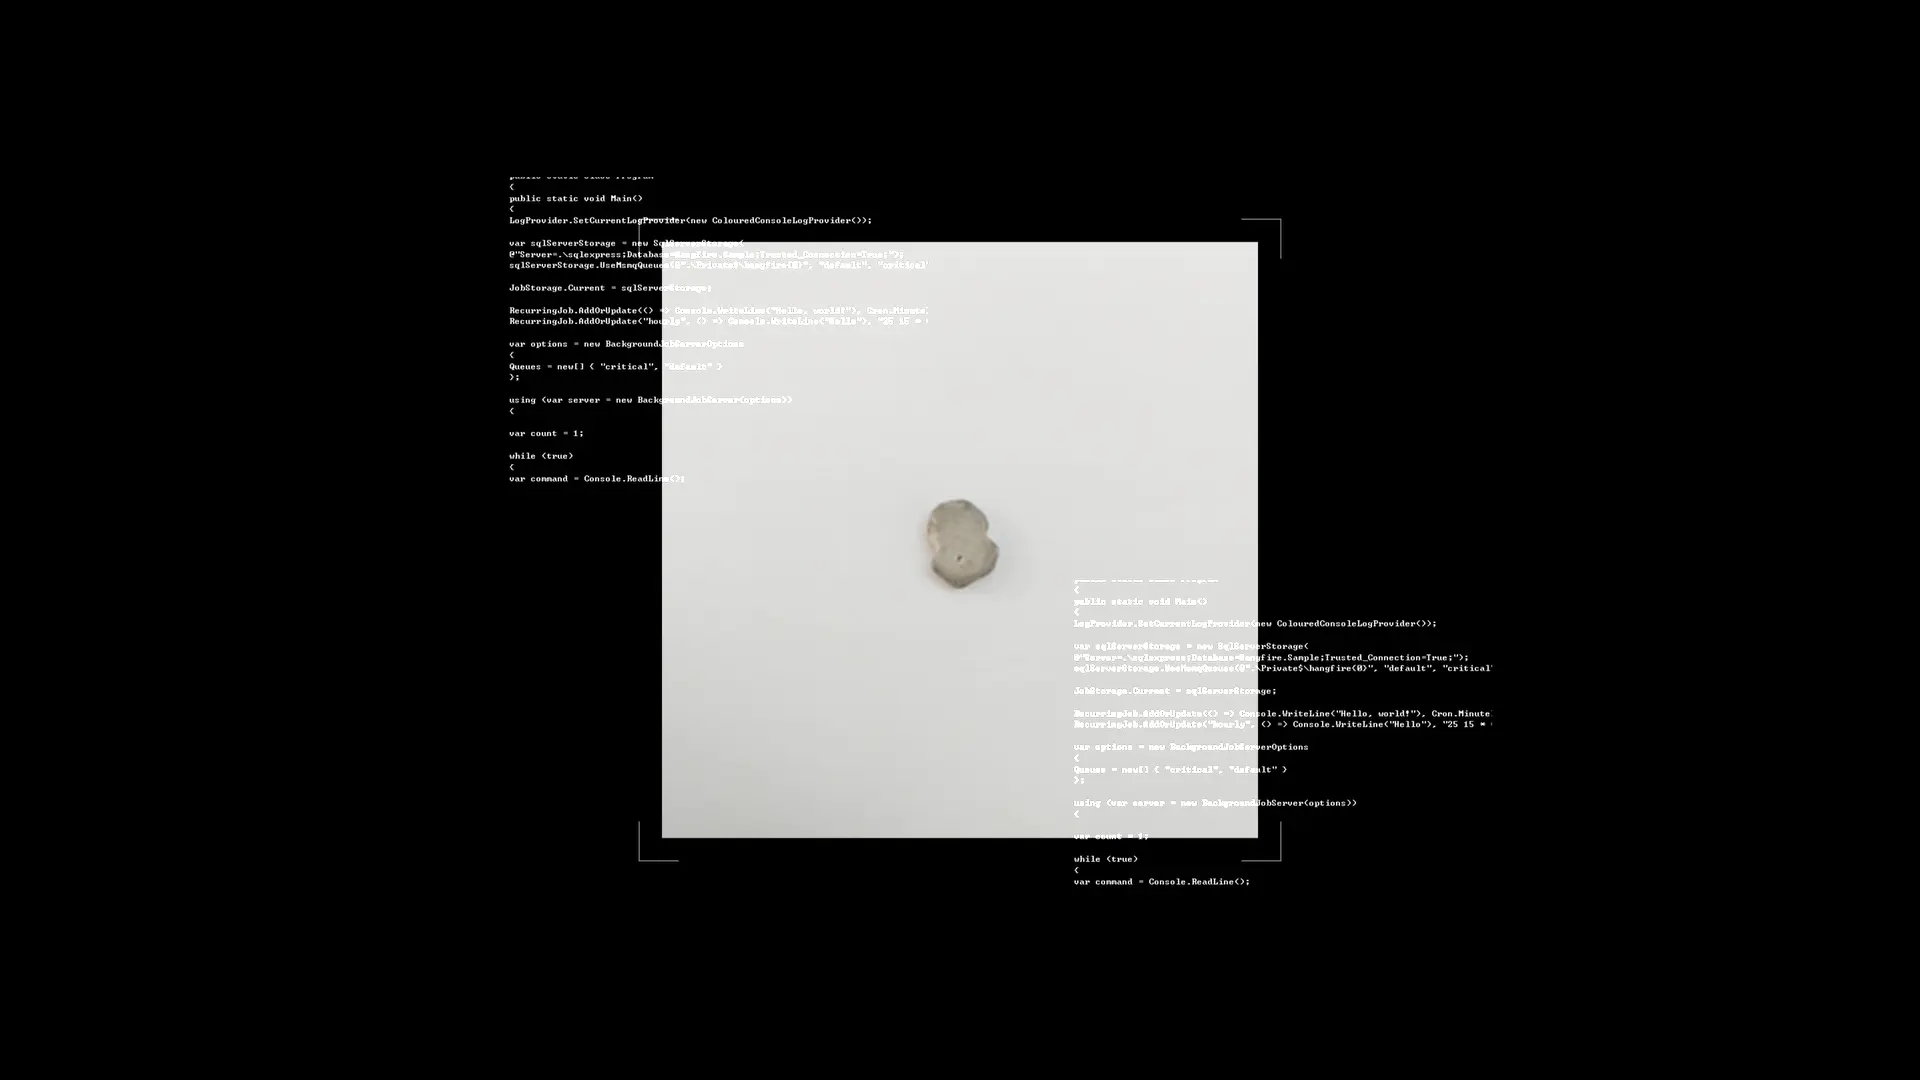 {
public static void Main()
{
LogProvider.SetCurrentLogProvider(new ColouredConsoleLogProvider());
var sqlServerStorage = new SqlServerStorage(
@"Server=.\sqlexpress;Database=Hangfire.Sample;Trusted_Connection=True;");
sqlServerStorage.UseMsmqQueues(@".\Private$\hangfire{0}", "default", "critical"
JobStorage.Current = sqlServerStorage;
RecurringJob.AddOrUpdate(() => Console.WriteLine("Hello, world!"), Cron.Minute
RecurringJob.AddOrUpdate("hourly", () => Console.WriteLine("Hello"), "25 15 *
var options = new BackgroundJobServerOptions
{
Queues = new[] { "critical", "default" }
};
using (var server = new BackgroundJobServer(options))
{
var count = 1;
while (true)
{
var command = Console.ReadLine();
{
public static void Main()
{
LogProvider.SetCurrentLogProvider(new ColouredConsoleLogProvider());
var sqlServerStorage = new SqlServerStorage(
@"Server=.\sqlexpress;Database=Hangfire.Sample;Trusted_Connection=True;");
sqlServerStorage.UseMsmqQueues(@".\Private$\hangfire{0}", "default", "critical"
JobStorage.Current = sqlServerStorage;
RecurringJob.AddOrUpdate(() => Console.WriteLine("Hello, world!"), Cron.Minute
RecurringJob.AddOrUpdate("hourly", () => Console.WriteLine("Hello"), "25 15 *
var options = new BackgroundJobServerOptions
{
Queues = new[] { "critical", "default" }
};
using (var server = new BackgroundJobServer(options))
{
var count = 1;
while (true)
{
var command = Console.ReadLine();